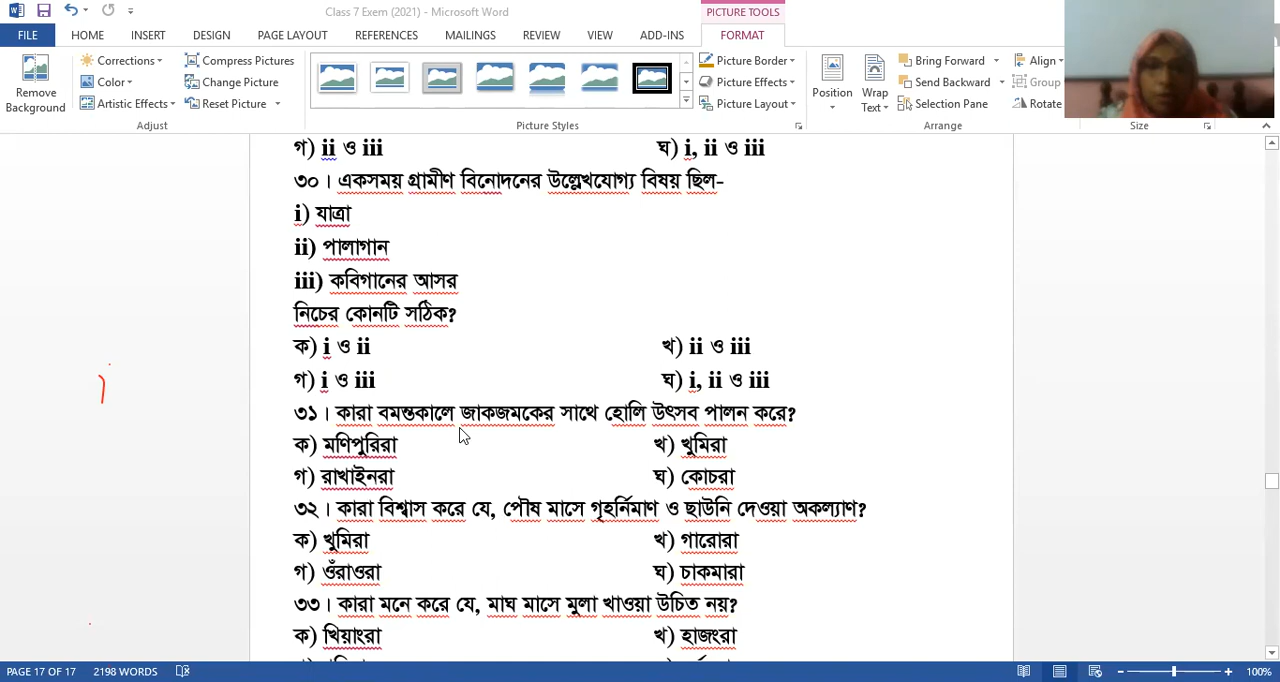 Class 7 Exem (2021) - Microsoft Word
PICTURE TOOLS
FILE HOME INSERT DESIGN PAGE LAYOUT REFERENCES MAILINGS REVIEW VIEW ADD-INS FORMAT
Remove Background
Corrections
Color
Artistic Effects
Compress Pictures
Change Picture
Reset Picture
Picture Border
Picture Effects
Picture Layout
Position
Wrap Text
Bring Forward
Send Backward
Selection Pane
Align
Group
Rotate
Adjust Picture Styles Arrange Size
গ) ii ও iii ঘ) i, ii ও iii
৩০। একসময় গ্রামীণ বিনোদনের উল্লেখযোগ্য বিষয় ছিল-
i) যাত্রা
ii) পালাগান
iii) কবিগানের আসর
নিচের কোনটি সঠিক?
ক) i ও ii খ) ii ও iii
গ) i ও iii ঘ) i, ii ও iii
৩১। কারা বমন্তকালে জাকজমকের সাথে হোলি উৎসব পালন করে?
ক) মণিপুরিরা খ) খুমিরা
গ) রাখাইনরা ঘ) কোচরা
৩২। কারা বিশ্বাস করে যে, পৌষ মাসে গৃহর্নিমাণ ও ছাউনি দেওয়া অকল্যাণ?
ক) খুমিরা খ) গারোরা
গ) ওঁরাওরা ঘ) চাকমারা
৩৩। কারা মনে করে যে, মাঘ মাসে মুলা খাওয়া উচিত নয়?
ক) খিয়াংরা খ) হাজংরা
PAGE 17 OF 17 2198 WORDS 100%